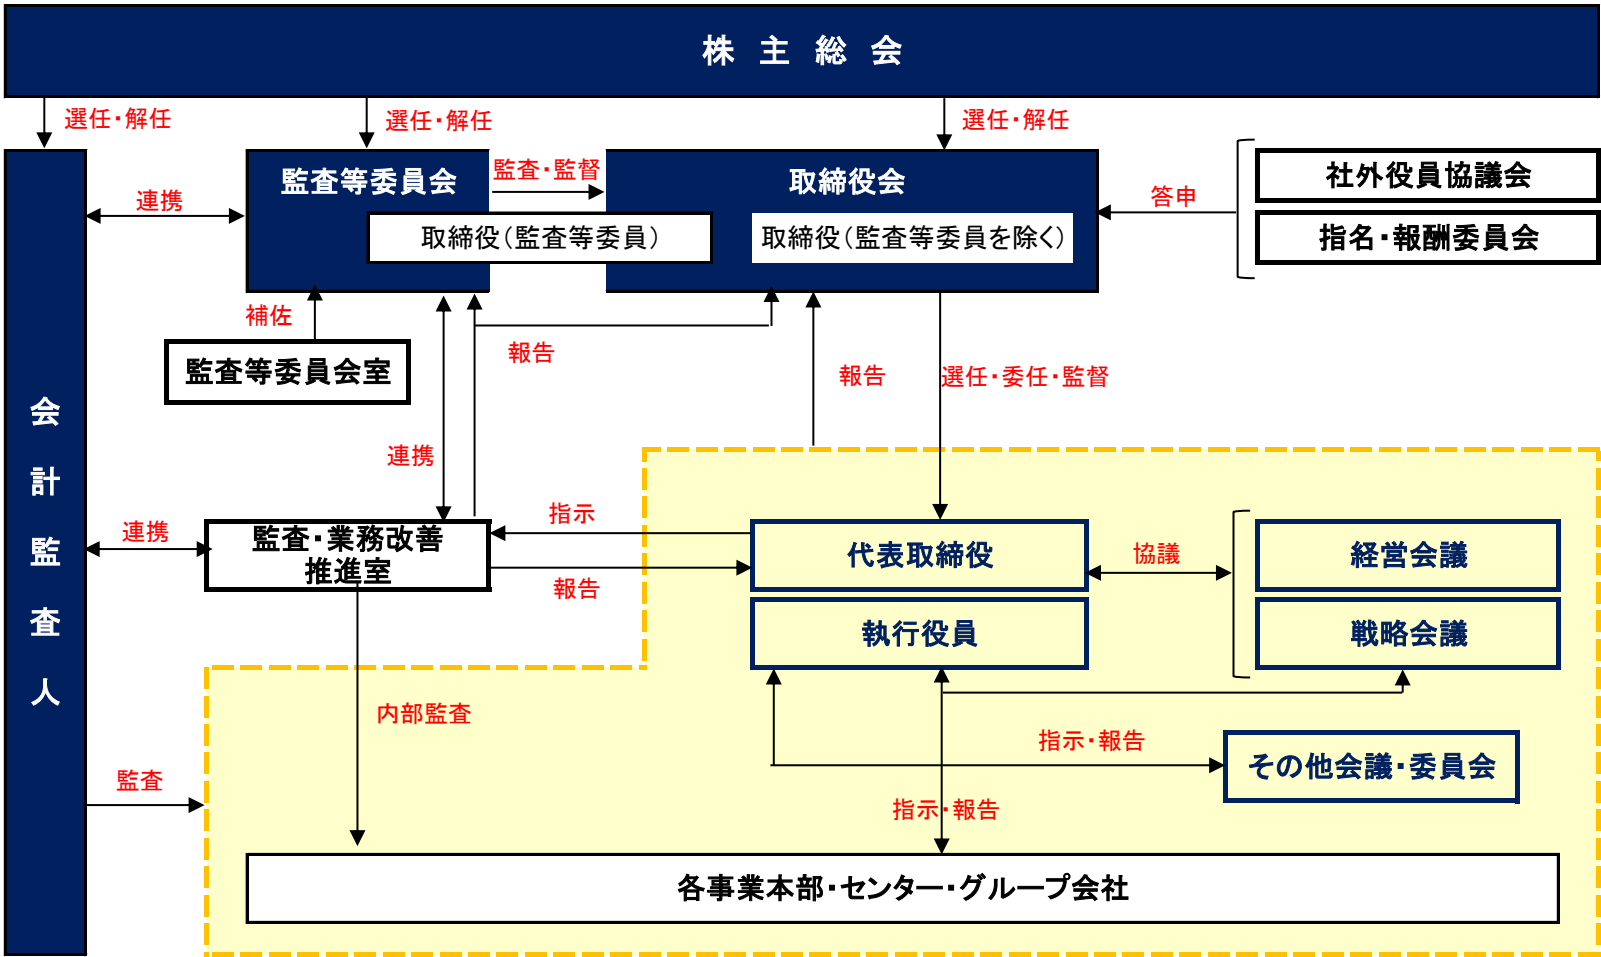 株主総会
選任・解任
選任・解任
選任・解任
監査等委員会
監査・監督
取締役会
社外役員協議会
連携
答申
取締役（監査等委員）
取締役（監査等委員を除く）
指名・報酬委員会
補佐
報告
監査等委員会室
報告
選任・委任・監督
会計監査人
連携
指示
連携
監査・業務改善
推進室
代表取締役
協議
経営会議
報告
執行役員
戦略会議
内部監査
指示・報告
その他会議・委員会
監査
指示・報告
各事業本部・センター・グループ会社